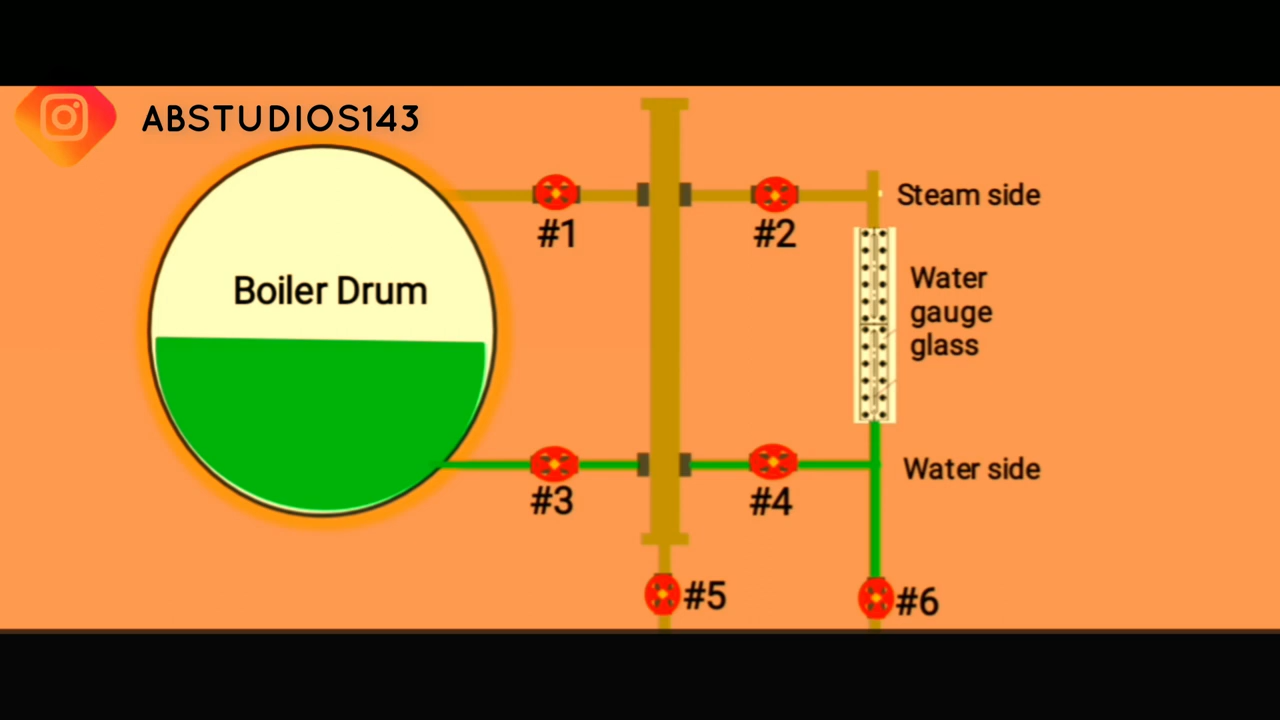 ABSTUDIOS143
Boiler Drum
#1
#2
Steam side
Water
gauge
glass
#3
#4
Water side
#5
#6